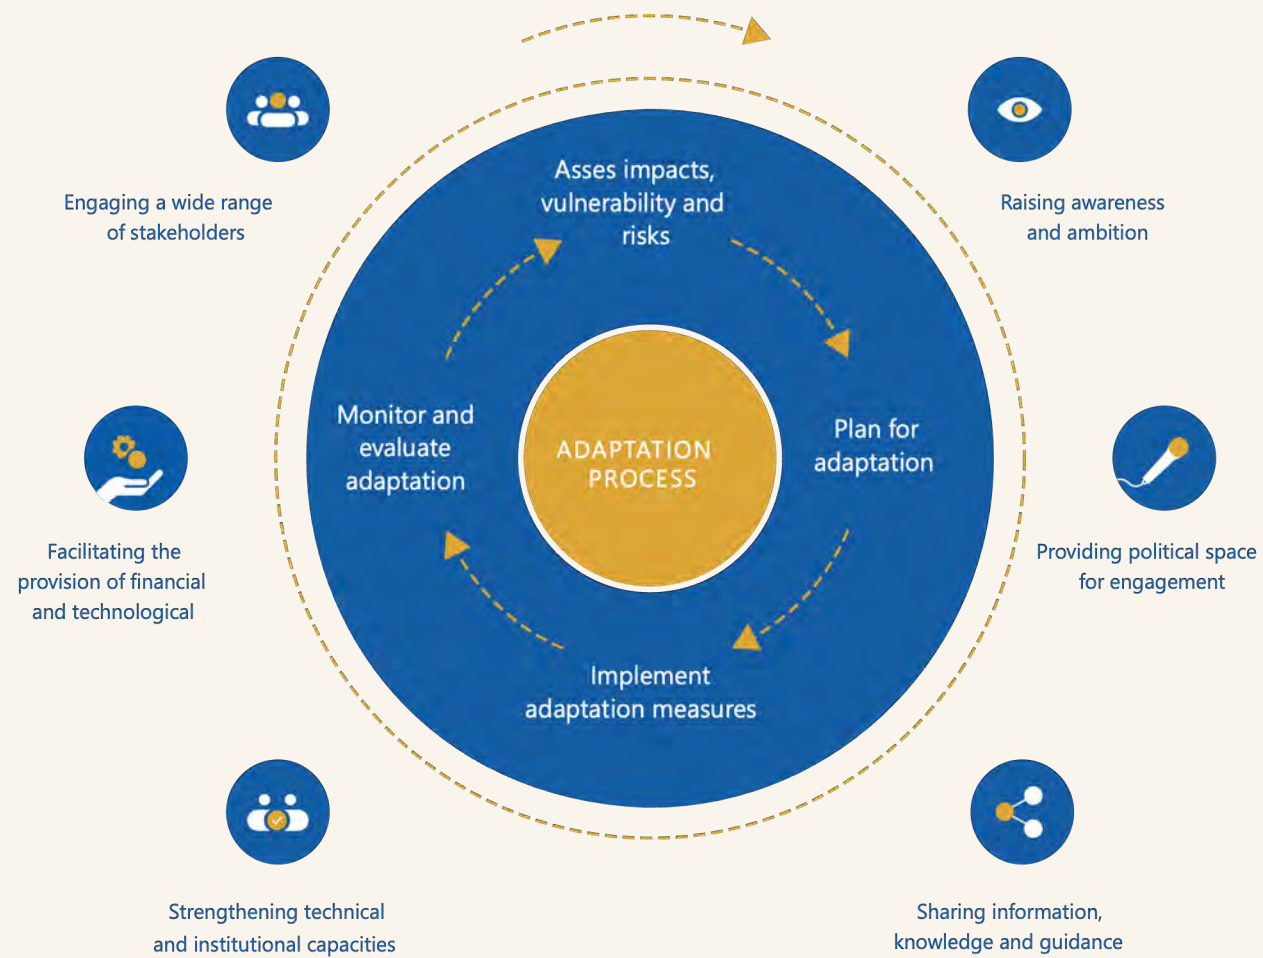 Engaging a wide range
of stakeholders
Raising awareness
and ambition
Asses impacts,
vulnerability and
risks
Monitor and
evaluate
adaptation
ADAPTATION
PROCESS
Plan for
adaptation
Implement
adaptation measures
Facilitating the
provision of financial
and technological
Providing political space
for engagement
Strengthening technical
and institutional capacities
Sharing information,
knowledge and guidance